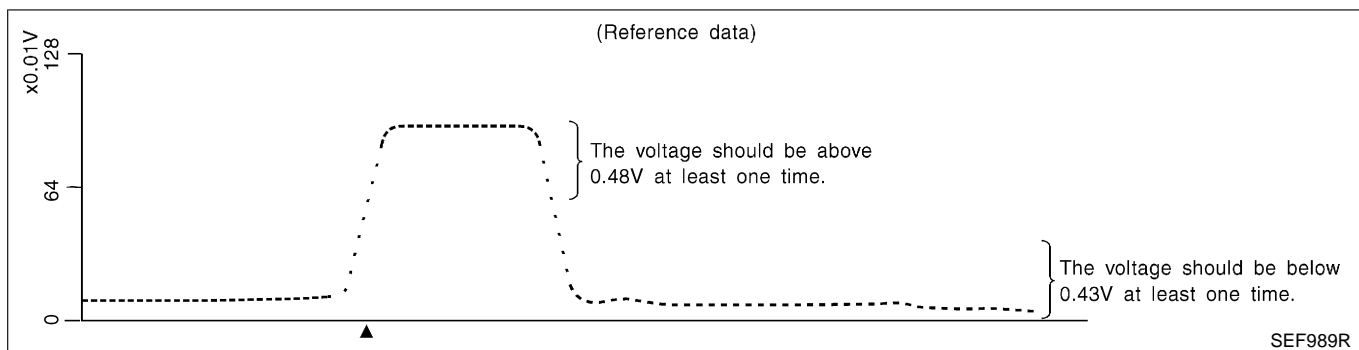 (Reference data)
x0.01V
128
64
0
The voltage should be above
0.48V at least one time.
The voltage should be below
0.43V at least one time.
SEF989R